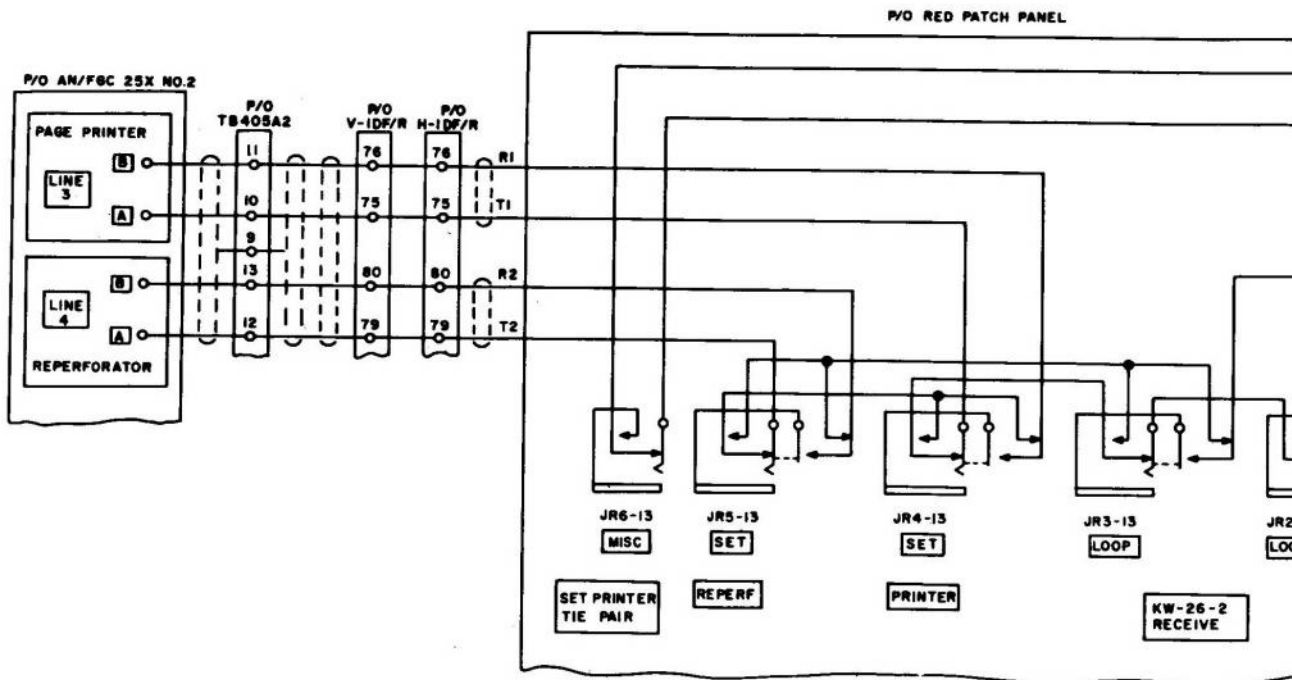 P/O RED PATCH PANEL
P/O AN/FGC 25X NO.2
P/O
TB405A2
P/O
V-IDF/R
P/O
H-IDF/R
PAGE PRINTER
B
LINE
3
A
11
76
76
R1
10
75
75
T1
9
B
LINE
4
A
REPERFORATOR
13
80
80
R2
12
79
79
T2
JR6-13
MISC
JR5-13
SET
JR4-13
SET
JR3-13
LOOP
JR2
LOO
SET PRINTER
TIE PAIR
REPERF
PRINTER
KW-26-2
RECEIVE